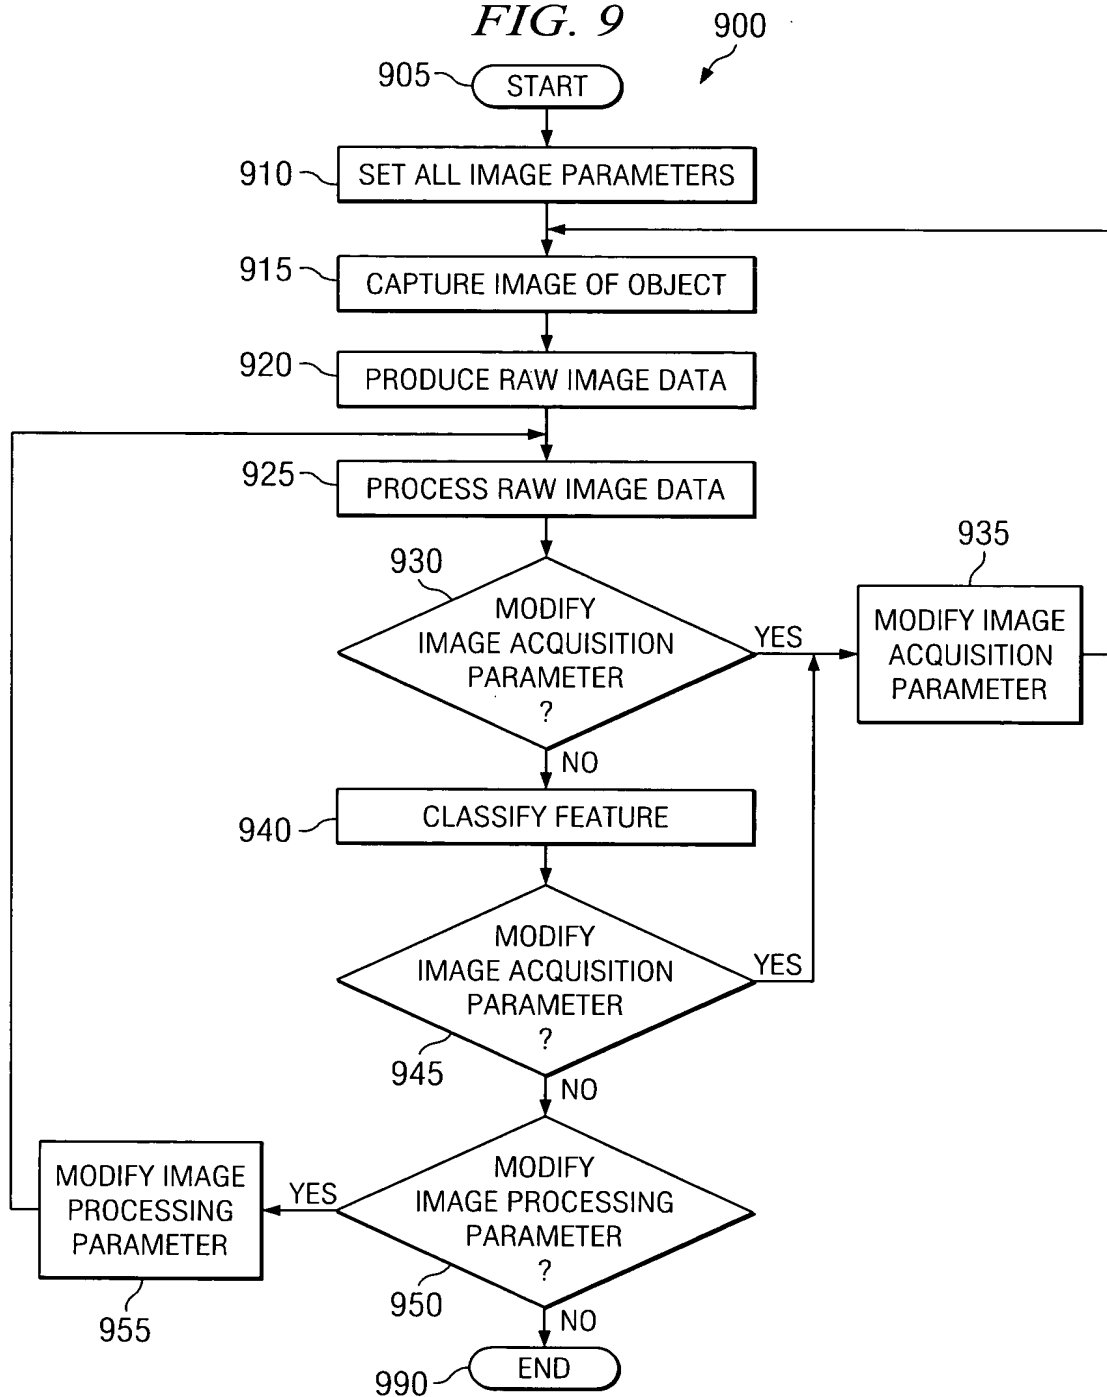 FIG. 9
900
905
START
910
SET ALL IMAGE PARAMETERS
915
CAPTURE IMAGE OF OBJECT
920
PRODUCE RAW IMAGE DATA
925
PROCESS RAW IMAGE DATA
930
MODIFY
IMAGE ACQUISITION
PARAMETER
?
YES
935
MODIFY IMAGE
ACQUISITION
PARAMETER
NO
940
CLASSIFY FEATURE
MODIFY
IMAGE ACQUISITION
PARAMETER
?
YES
945
NO
MODIFY
IMAGE PROCESSING
PARAMETER
?
YES
MODIFY IMAGE
PROCESSING
PARAMETER
950
955
NO
END
990